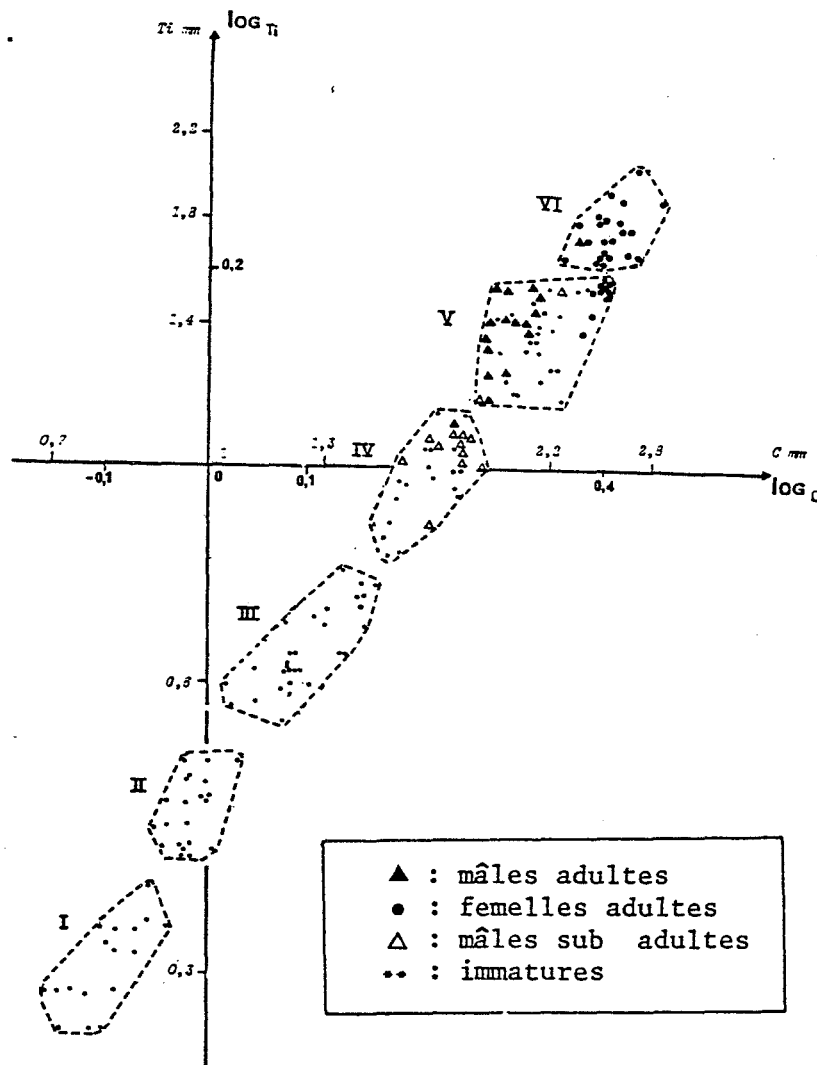 Ti mm log Ti
2,2
VI
1,8
0,2
V
1,4
0,7 1,3 IV 2,2 2,8 C mm
-0,1 0 0,1 0,4 log C
III
0,6
II
I
0,3
▲ : mâles adultes
● : femelles adultes
△ : mâles sub adultes
•• : immatures